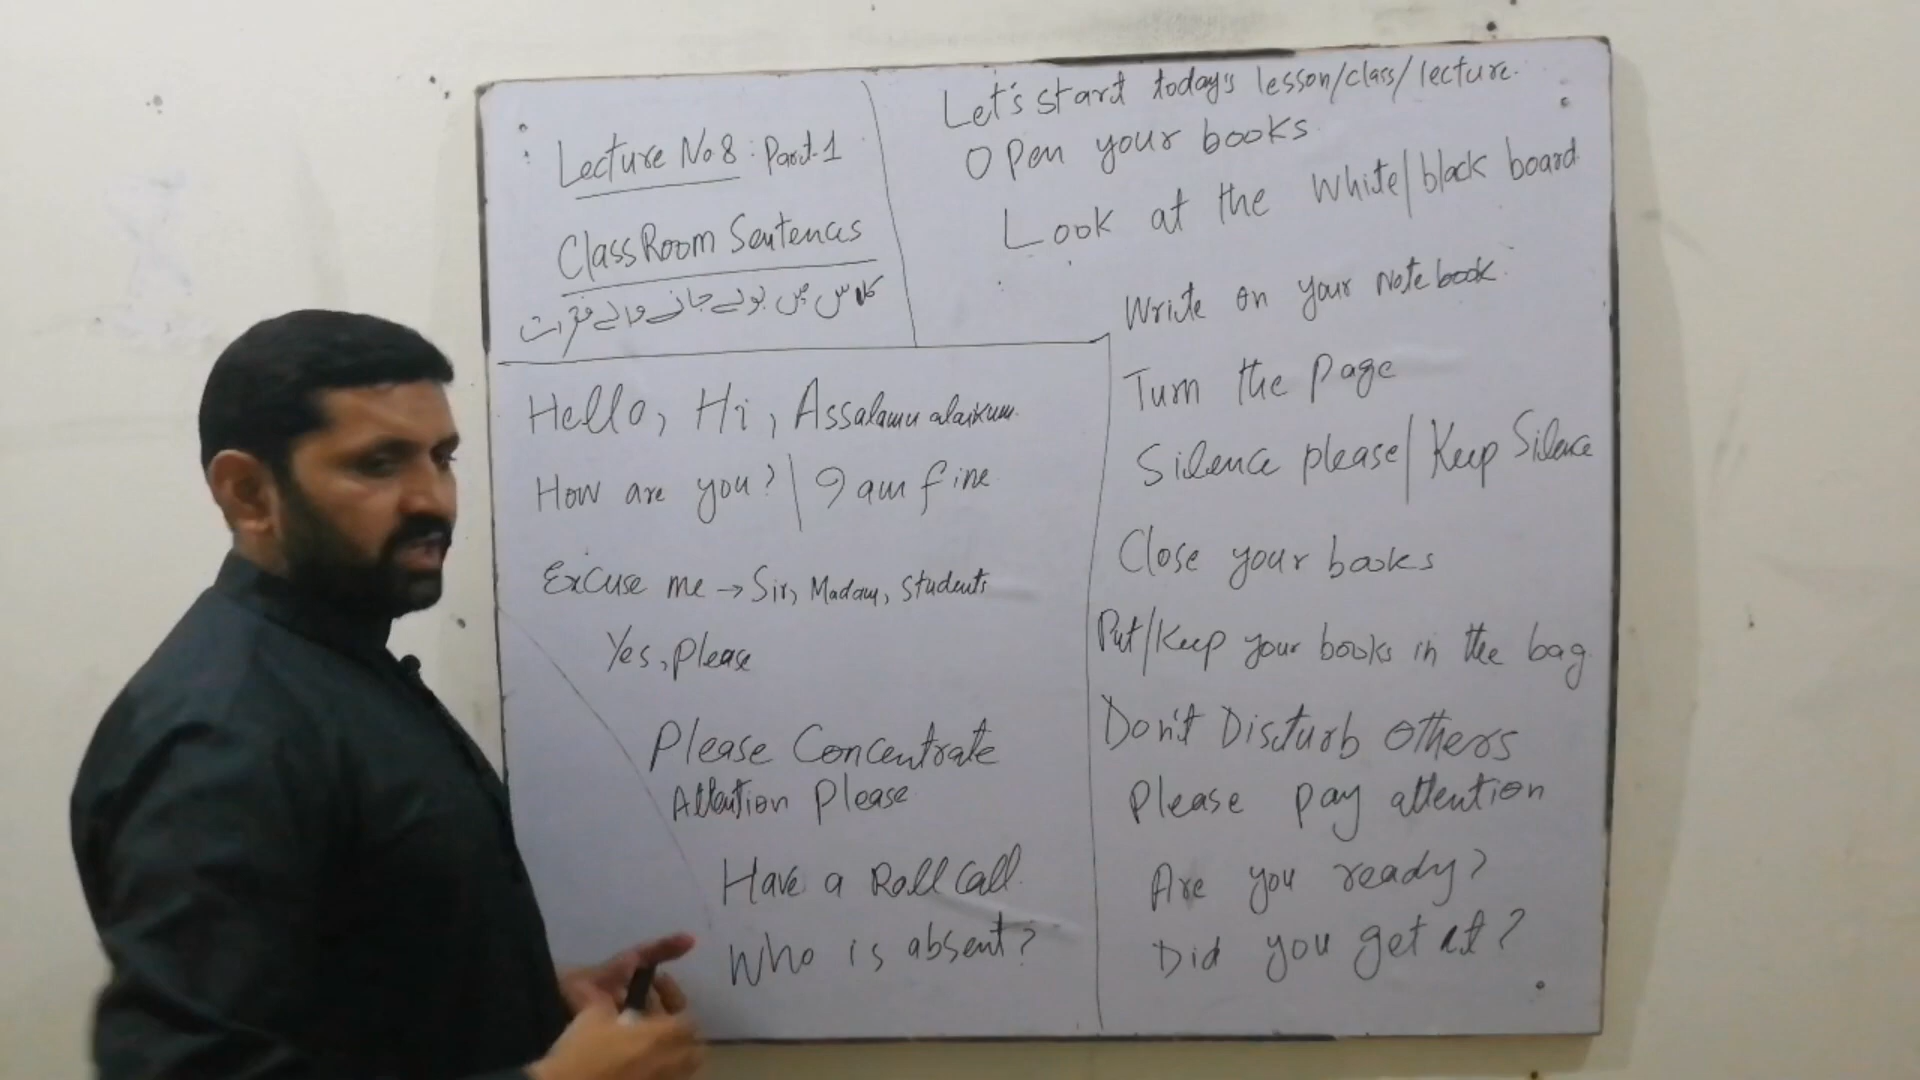 Lecture No 8: Part-1
ClassRoom Sentences
کلاس میں بولے جانے والے فقرات
Hello, Hi, Assalamu alaikum.
How are you? | I am fine
Excuse me → Sir, Madam, Students
Yes, please
Please Concentrate
Attention Please
Have a Roll Call.
Who is absent?
Let's start today's lesson/class/lecture.
Open your books.
Look at the White/black board
Write on your Note book.
Turn the page
Silence please/Keep Silence
Close your books
Put/Keep your books in the bag.
Don't Disturb Others
Please pay attention
Are you ready?
Did you get it?